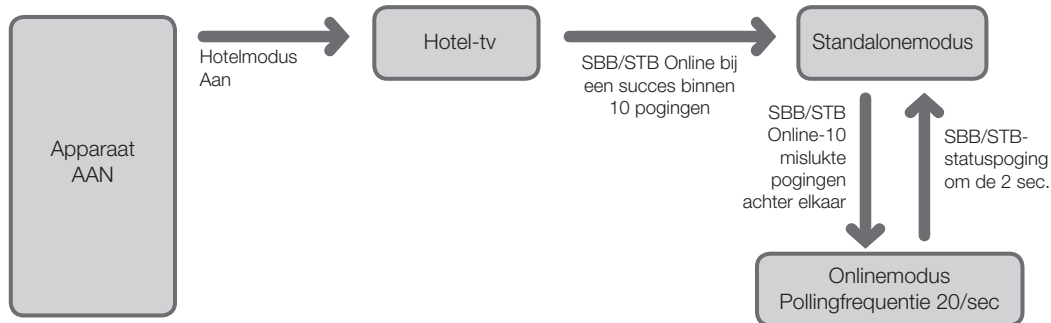 Apparaat
AAN
Hotelmodus
Aan
Hotel-tv
SBB/STB Online bij
een succes binnen
10 pogingen
Standalonemodus
SBB/STB
Online-10
mislukte
pogingen
achter elkaar
SBB/STB-
statuspoging
om de 2 sec.
Onlinemodus
Pollingfrequentie 20/sec